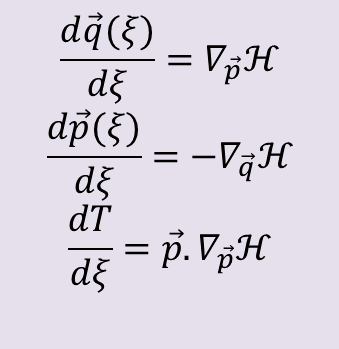 dq⃗(ξ)/dξ = ∇_p⃗ ℋ
dp⃗(ξ)/dξ = −∇_q⃗ ℋ
dT/dξ = p⃗. ∇_p⃗ ℋ